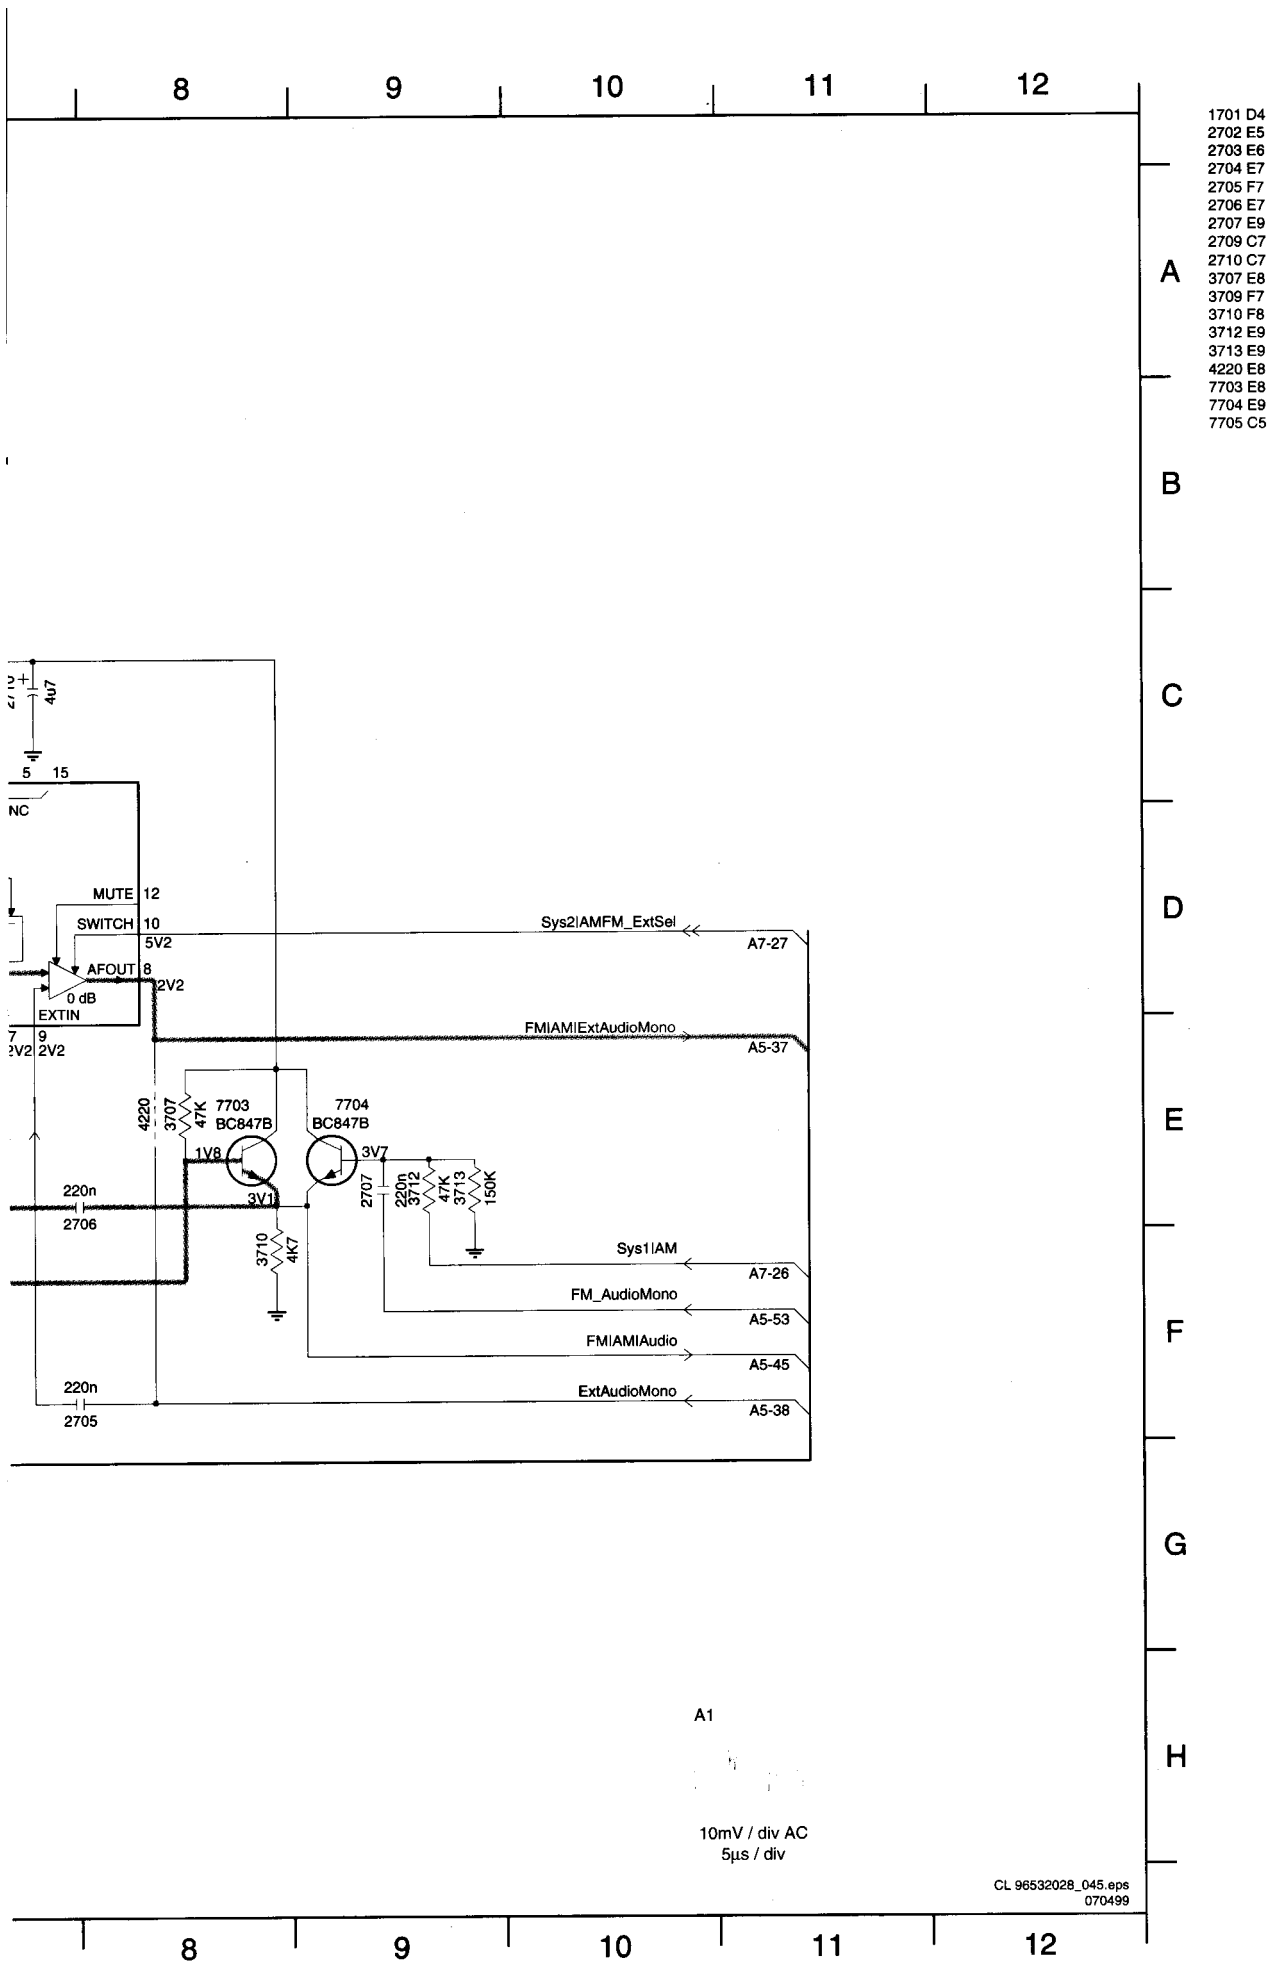 8 9 10 11 12
1701 D4
2702 E5
2703 E6
2704 E7
2705 F7
2706 E7
2707 E9
2709 C7
2710 C7
3707 E8
3709 F7
3710 F8
3712 E9
3713 E9
4220 E8
7703 E8
7704 E9
7705 C5
A
B
C
4u7
5 15
NC
D
MUTE 12
SWITCH 10
5V2
Sys2|AMFM_ExtSel
A7-27
AFOUT 8
2V2
0 dB
EXTIN
7 9
2V2 2V2
FM|AM|ExtAudioMono
A5-37
E
4220
3707
47K
7703
BC847B
7704
BC847B
1V8
3V7
2707
220n
3712
47K
3713
150K
3V1
220n
2706
3710
4K7
Sys1|AM
A7-26
FM_AudioMono
A5-53
F
FM|AM|Audio
A5-45
220n
2705
ExtAudioMono
A5-38
G
A1
H
10mV / div AC
5µs / div
CL 96532028_045.eps
070499
8 9 10 11 12